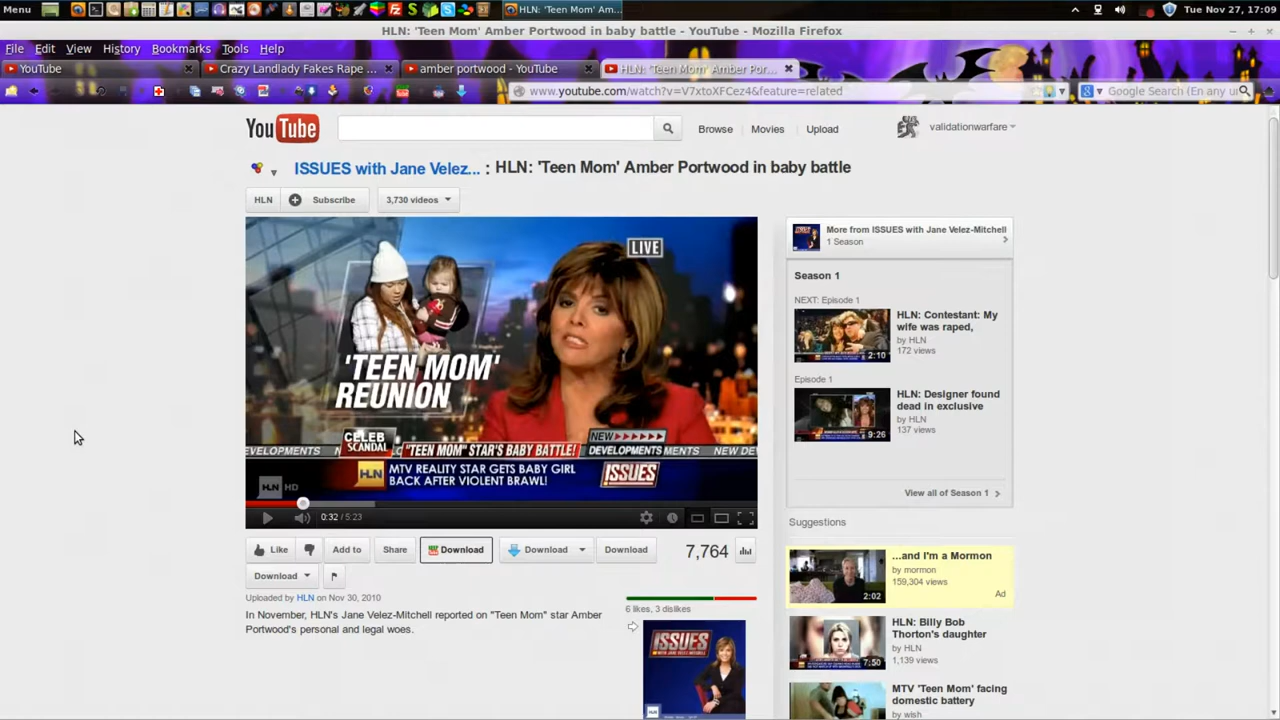 Menu
HLN: 'Teen Mom' Am...
Tue Nov 27, 17:09
HLN: 'Teen Mom' Amber Portwood in baby battle - YouTube - Mozilla Firefox
File Edit View History Bookmarks Tools Help
YouTube
Crazy Landlady Fakes Rape ...
amber portwood - YouTube
HLN: 'Teen Mom' Amber Por...
www.youtube.com/watch?v=V7xtoXFCez4&feature=related
Google Search (En any un
YouTube
Browse Movies Upload
validationwarfare
ISSUES with Jane Velez... : HLN: 'Teen Mom' Amber Portwood in baby battle
HLN Subscribe 3,730 videos
LIVE
'TEEN MOM'
REUNION
CELEB
SCANDAL
"TEEN MOM" STAR'S BABY BATTLE!
NEW
DEVELOPMENTS
DEVELOPMENTS
MENTS NEW DE
HLN
MTV REALITY STAR GETS BABY GIRL
BACK AFTER VIOLENT BRAWL!
ISSUES
HLN HD
0:32 / 5:23
Like Add to Share Download Download Download 7,764
Download
Uploaded by HLN on Nov 30, 2010
In November, HLN's Jane Velez-Mitchell reported on "Teen Mom" star Amber
Portwood's personal and legal woes.
6 likes, 3 dislikes
ISSUES
HLN
More from ISSUES with Jane Velez-Mitchell
1 Season
Season 1
NEXT: Episode 1
HLN: Contestant: My
wife was raped,
by HLN
172 views
2:10
Episode 1
HLN: Designer found
dead in exclusive
by HLN
137 views
9:26
View all of Season 1
Suggestions
...and I'm a Mormon
by mormon
159,304 views
Ad
2:02
HLN: Billy Bob
Thorton's daughter
by HLN
1,139 views
7:50
MTV 'Teen Mom' facing
domestic battery
by wish